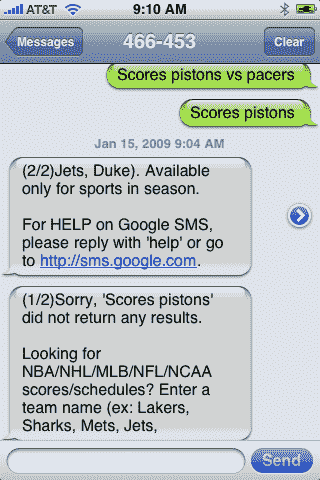 AT&T 9:10 AM
Messages 466-453 Clear
Scores pistons vs pacers
Scores pistons
Jan 15, 2009 9:04 AM
(2/2)Jets, Duke). Available
only for sports in season.
For HELP on Google SMS,
please reply with 'help' or go
to http://sms.google.com.
(1/2)Sorry, 'Scores pistons'
did not return any results.
Looking for
NBA/NHL/MLB/NFL/NCAA
scores/schedules? Enter a
team name (ex: Lakers,
Sharks, Mets, Jets,
Send